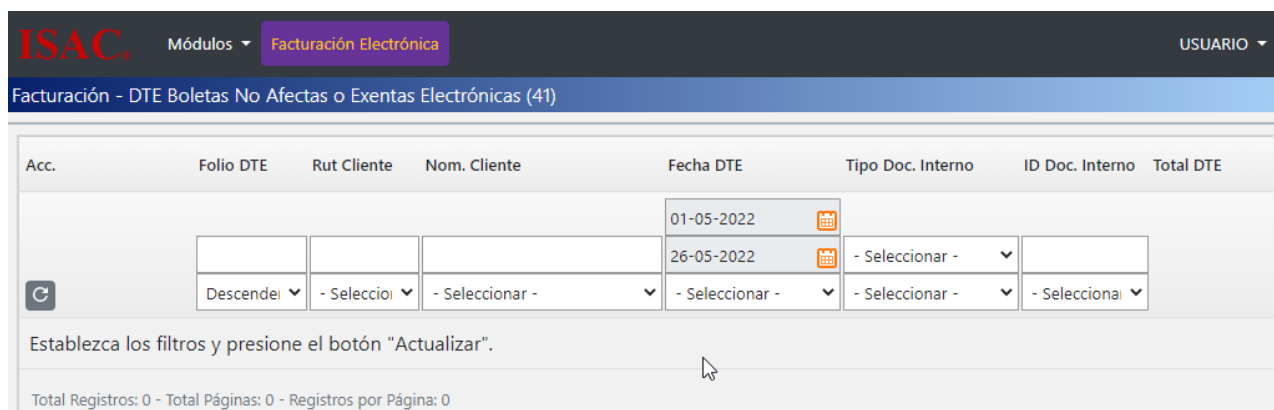 ISAC. Módulos Facturación Electrónica USUARIO
Facturación - DTE Boletas No Afectas o Exentas Electrónicas (41)
Acc. Folio DTE Rut Cliente Nom. Cliente Fecha DTE Tipo Doc. Interno ID Doc. Interno Total DTE
01-05-2022
26-05-2022 - Seleccionar -
Descender - Seleccion - Seleccionar - - Seleccionar - - Seleccionar - - Seleccionar
Establezca los filtros y presione el botón "Actualizar".
Total Registros: 0 - Total Páginas: 0 - Registros por Página: 0